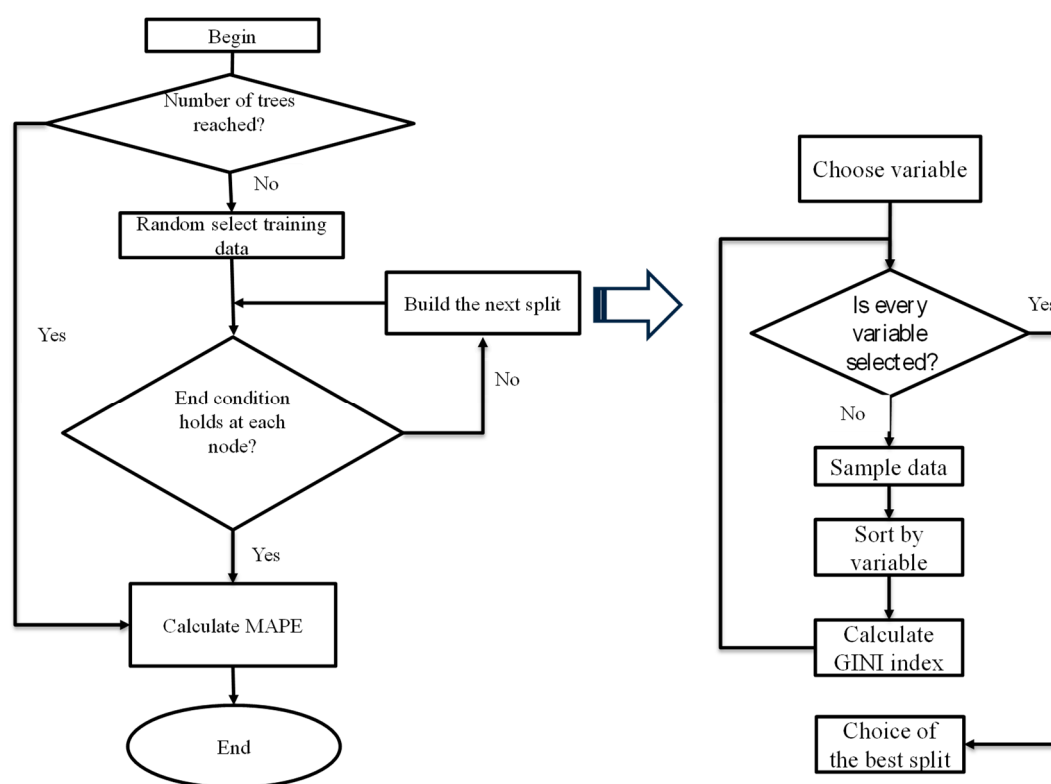 Begin
Number of trees
reached?
No
Random select training
data
Build the next split
Yes
End condition
holds at each
node?
No
Yes
Calculate MAPE
End
Choose variable
Is every
variable
selected?
Yes
No
Sample data
Sort by
variable
Calculate
GINI index
Choice of
the best split